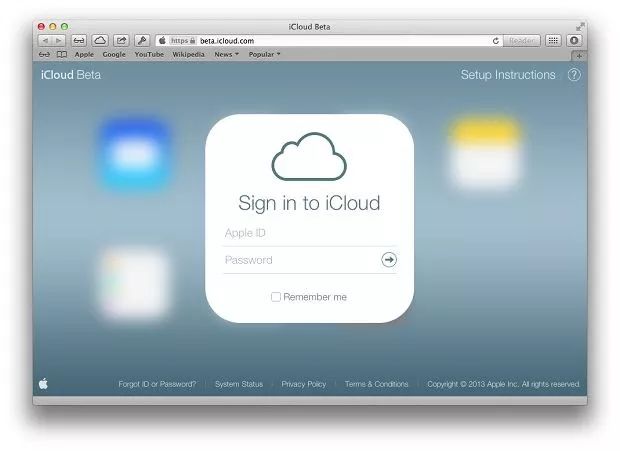 iCloud Beta
https beta.icloud.com Reader
Apple Google YouTube Wikipedia News Popular
iCloud Beta Setup Instructions ?
Sign in to iCloud
Apple ID
Password
Remember me
Forgot ID or Password? System Status Privacy Policy Terms & Conditions Copyright © 2013 Apple Inc. All rights reserved.